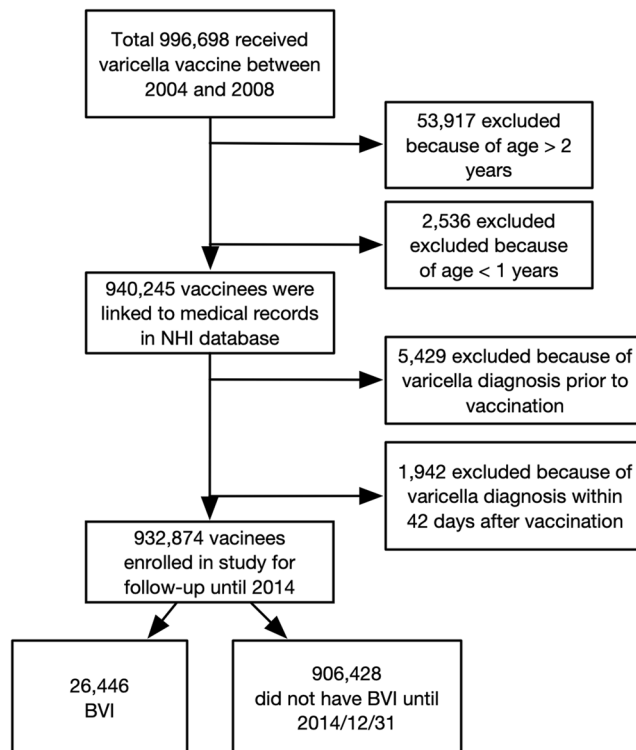 Total 996,698 received
varicella vaccine between
2004 and 2008
53,917 excluded
because of age > 2
years
2,536 excluded
excluded because
of age < 1 years
940,245 vaccinees were
linked to medical records
in NHI database
5,429 excluded because of
varicella diagnosis prior to
vaccination
1,942 excluded because of
varicella diagnosis within
42 days after vaccination
932,874 vacinees
enrolled in study for
follow-up until 2014
26,446
BVI
906,428
did not have BVI until
2014/12/31